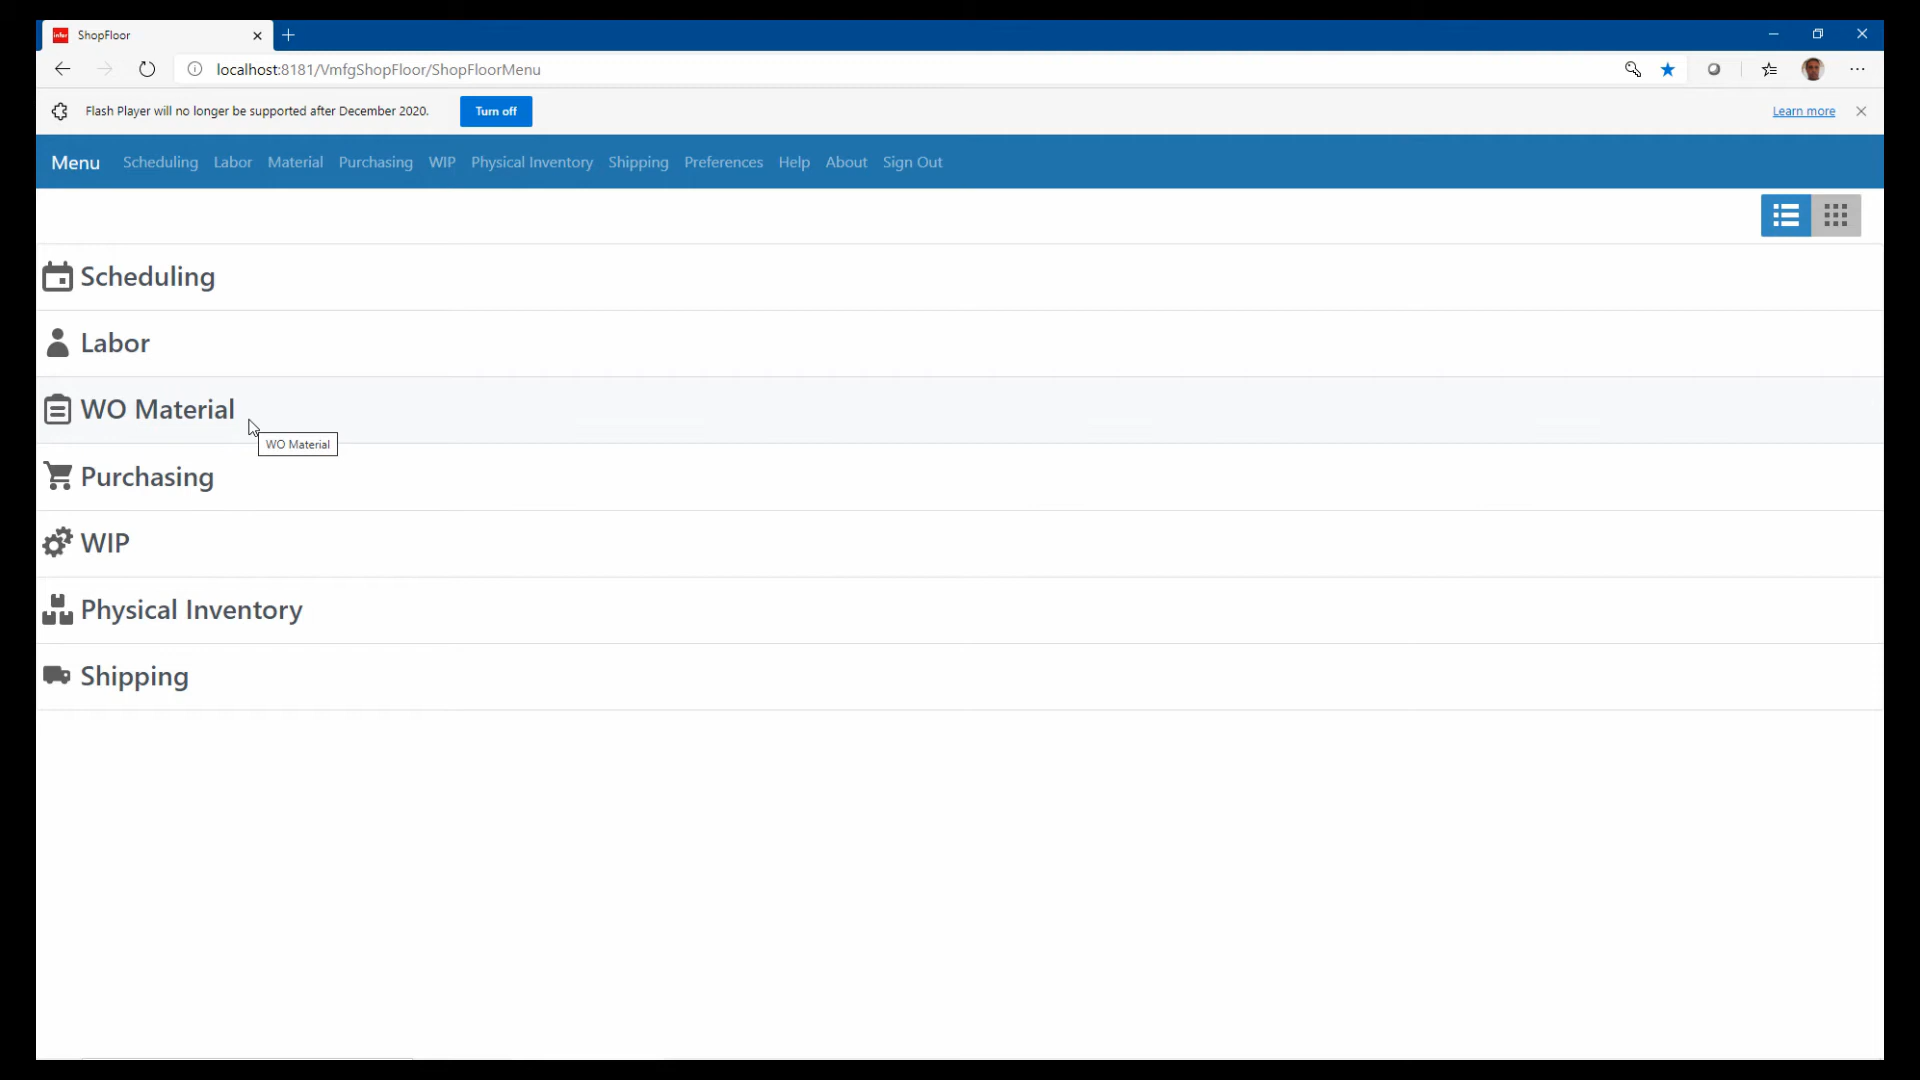 infor ShopFloor
localhost:8181/VmfgShopFloor/ShopFloorMenu
Flash Player will no longer be supported after December 2020. Turn off Learn more
Menu Scheduling Labor Material Purchasing WIP Physical Inventory Shipping Preferences Help About Sign Out
Scheduling
Labor
WO Material
WO Material
Purchasing
WIP
Physical Inventory
Shipping